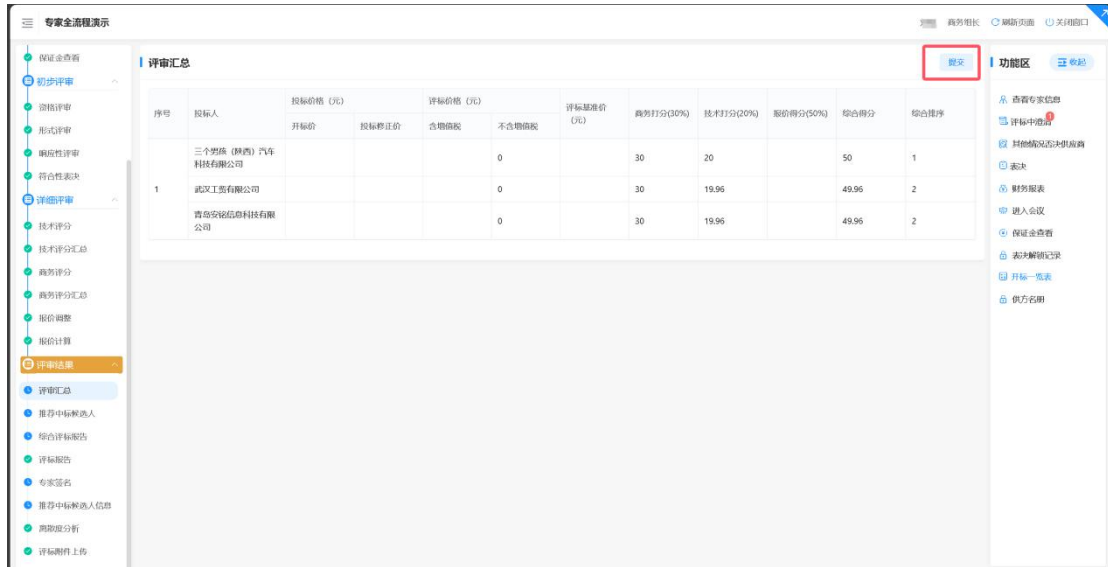 专家全流程演示
商务组长 刷新页面 关闭窗口
保证金查看
初步评审
资格评审
形式评审
响应性评审
符合性表决
详细评审
技术评分
技术评分汇总
商务评分
商务评分汇总
报价调整
报价计算
评审结果
评审汇总
推荐中标候选人
综合评标报告
评标报告
专家签名
推荐中标候选人信息
离散度分析
评标附件上传
评审汇总
提交
序号 投标人 投标价格（元） 评标价格（元） 评标基准价（元） 商务打分(30%) 技术打分(20%) 报价得分(50%) 综合得分 综合排序
开标价 投标修正价 含增值税 不含增值税
三个男孩（陕西）汽车科技有限公司 0 30 20 50 1
1 武汉工贸有限公司 0 30 19.96 49.96 2
青岛安铭信息科技有限公司 0 30 19.96 49.96 2
功能区 收起
查看专家信息
评标中澄清 1
其他情况否决供应商
表决
财务报表
进入会议
保证金查看
表决解锁记录
开标一览表
供方名册